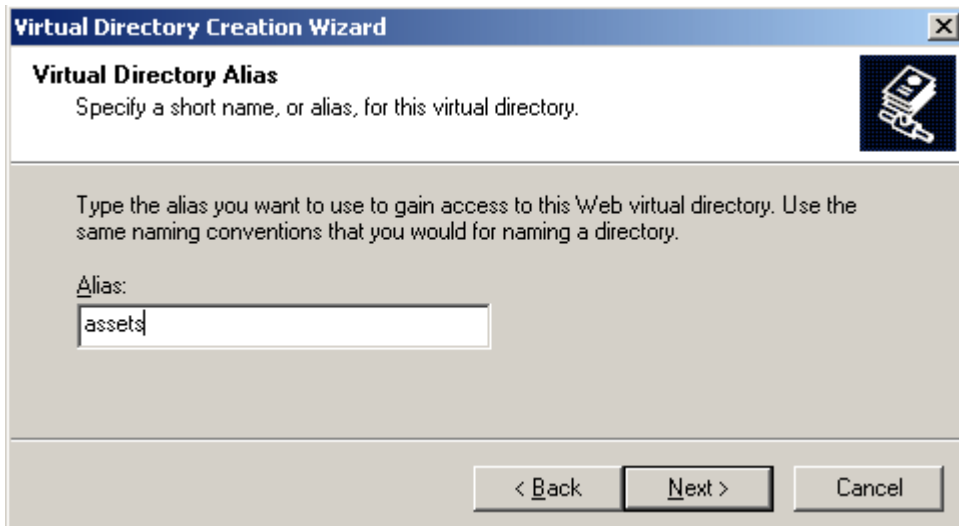 Virtual Directory Creation Wizard
Virtual Directory Alias
Specify a short name, or alias, for this virtual directory.
Type the alias you want to use to gain access to this Web virtual directory. Use the
same naming conventions that you would for naming a directory.
Alias:
assets
< Back Next > Cancel